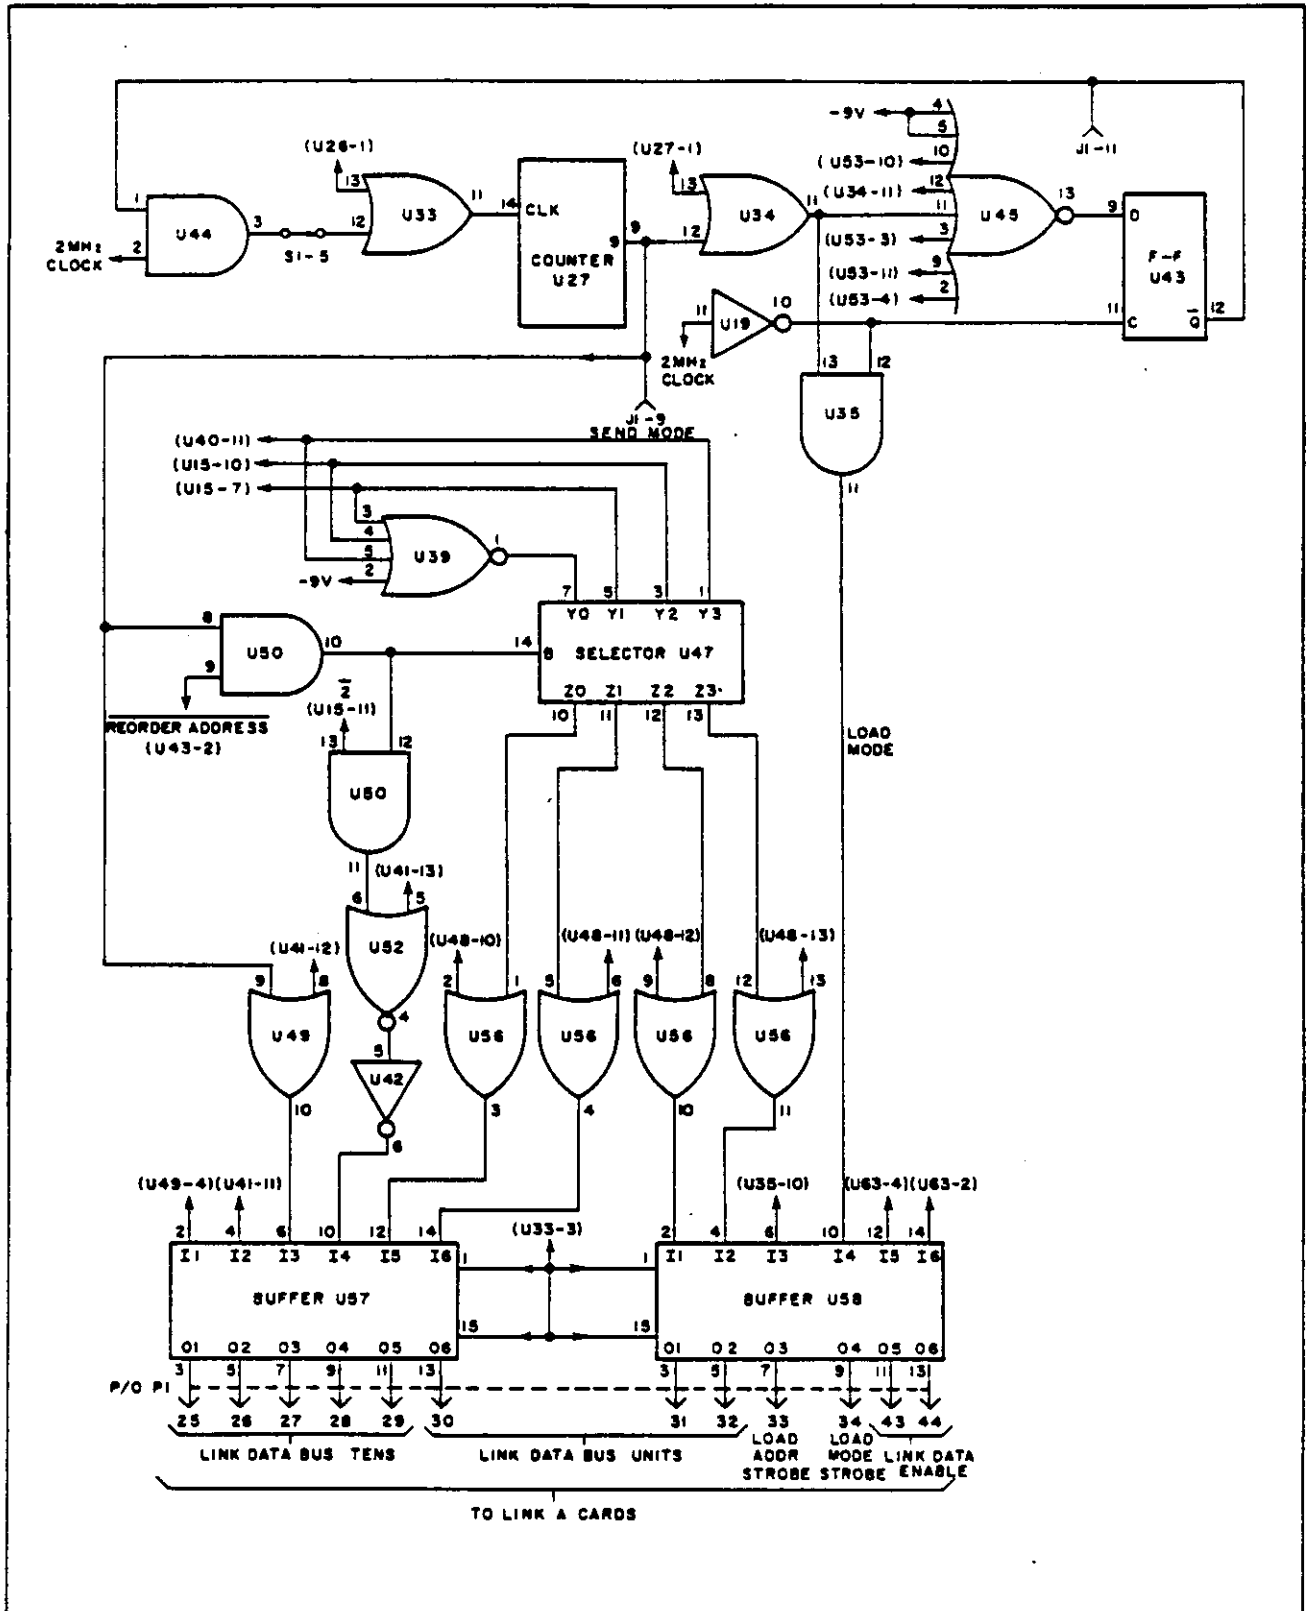 -9V
4
5
(U53-10)
10
J1-11
(U26-1)
(U27-1)
13
13
(U34-11)
12
13
1
11
14
CLK
11
11
9
D
U44
3
12
U33
9
9
12
U34
U45
(U53-3)
3
F-F
U43
2MHz
CLOCK
2
S1-5
COUNTER
U27
(U53-11)
9
(U53-4)
2
11
U19
10
11
C
Q
12
2MHz
CLOCK
13
12
U35
J1-9
SEND MODE
(U40-11)
(U15-10)
(U15-7)
11
3
4
5
2
U39
1
-9V
7
5
3
1
Y0
Y1
Y2
Y3
8
U50
10
14
B
SELECTOR U47
9
Z0
Z1
Z2
Z3
REORDER ADDRESS
(U43-2)
2
(U15-11)
10
11
12
13
LOAD
MODE
13
12
U50
11
(U41-13)
6
5
(U41-12)
U52
(U48-10)
(U48-11)
(U48-12)
(U48-13)
9
8
2
1
5
6
9
8
12
13
4
U49
U56
U56
U56
U56
5
U42
10
3
4
10
11
6
(U49-4)
(U41-11)
(U35-10)
(U63-4)
(U63-2)
(U33-3)
2
4
6
10
12
14
2
4
6
10
12
14
I1
I2
I3
I4
I5
I6
1
1
I1
I2
I3
I4
I5
I6
BUFFER U57
BUFFER U58
15
15
O1
O2
O3
O4
O5
O6
O1
O2
O3
O4
O5
O6
3
5
7
9
11
13
3
5
7
9
11
13
P/O P1
25
26
27
28
29
30
31
32
33
34
43
44
LINK DATA BUS TENS
LINK DATA BUS UNITS
LOAD
ADDR
STROBE
LOAD
MODE
STROBE
LINK DATA
ENABLE
TO LINK A CARDS